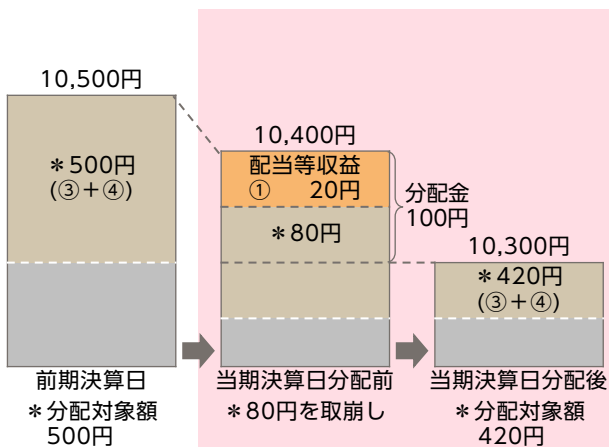 10,500円
＊500円
(③＋④)
前期決算日
＊分配対象額
500円
10,400円
配当等収益
① 20円
＊80円
分配金
100円
当期決算日分配前
＊80円を取崩し
10,300円
＊420円
(③＋④)
当期決算日分配後
＊分配対象額
420円